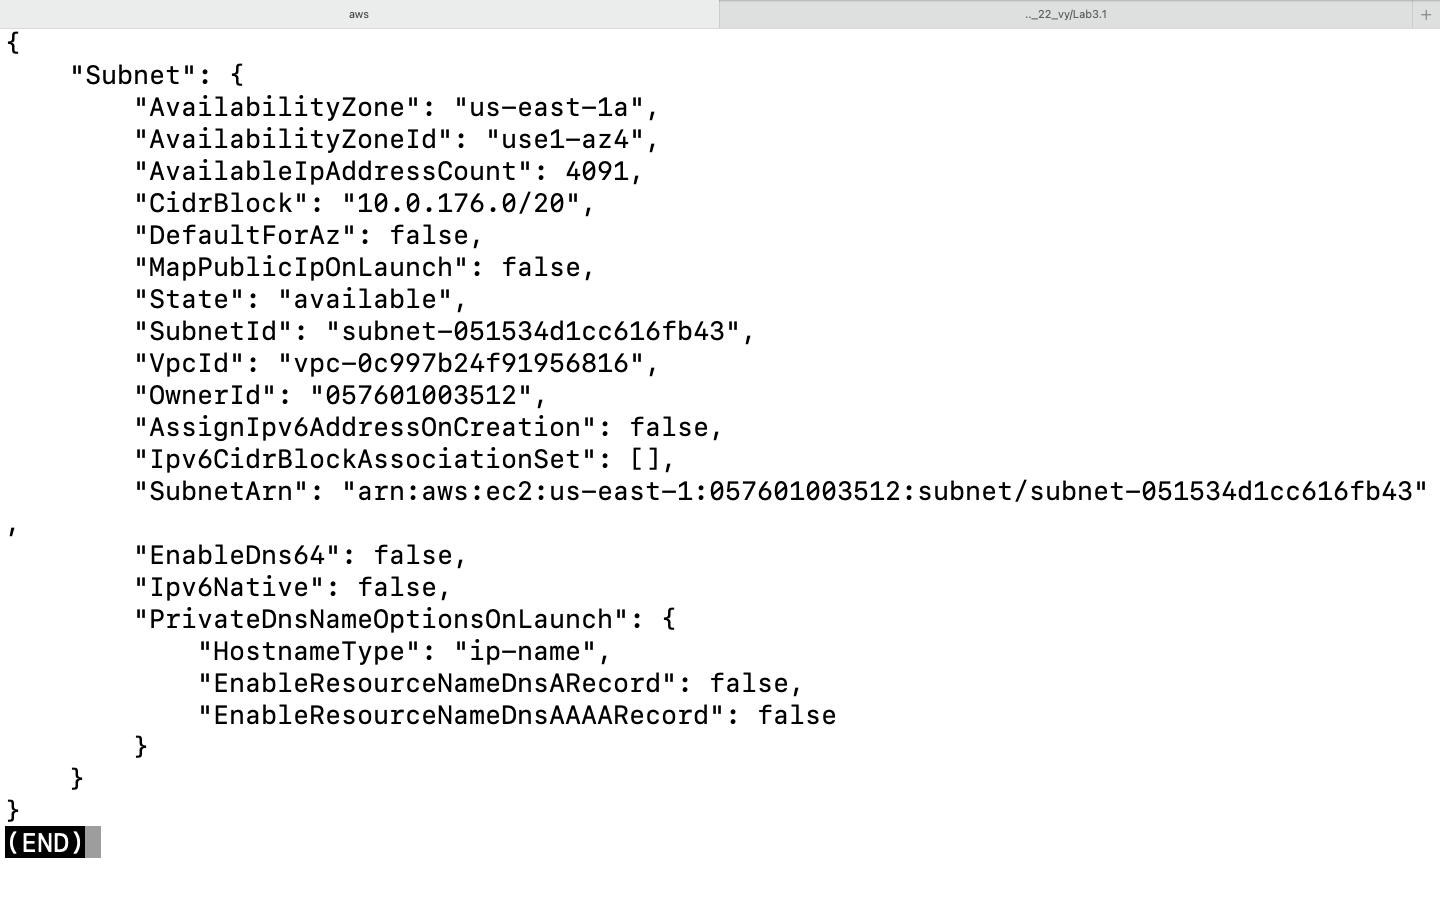 aws
.._22_vy/Lab3.1
+
{
    "Subnet": {
        "AvailabilityZone": "us-east-1a",
        "AvailabilityZoneId": "use1-az4",
        "AvailableIpAddressCount": 4091,
        "CidrBlock": "10.0.176.0/20",
        "DefaultForAz": false,
        "MapPublicIpOnLaunch": false,
        "State": "available",
        "SubnetId": "subnet-051534d1cc616fb43",
        "VpcId": "vpc-0c997b24f91956816",
        "OwnerId": "057601003512",
        "AssignIpv6AddressOnCreation": false,
        "Ipv6CidrBlockAssociationSet": [],
        "SubnetArn": "arn:aws:ec2:us-east-1:057601003512:subnet/subnet-051534d1cc616fb43"
,
        "EnableDns64": false,
        "Ipv6Native": false,
        "PrivateDnsNameOptionsOnLaunch": {
            "HostnameType": "ip-name",
            "EnableResourceNameDnsARecord": false,
            "EnableResourceNameDnsAAAARecord": false
        }
    }
}
(END)